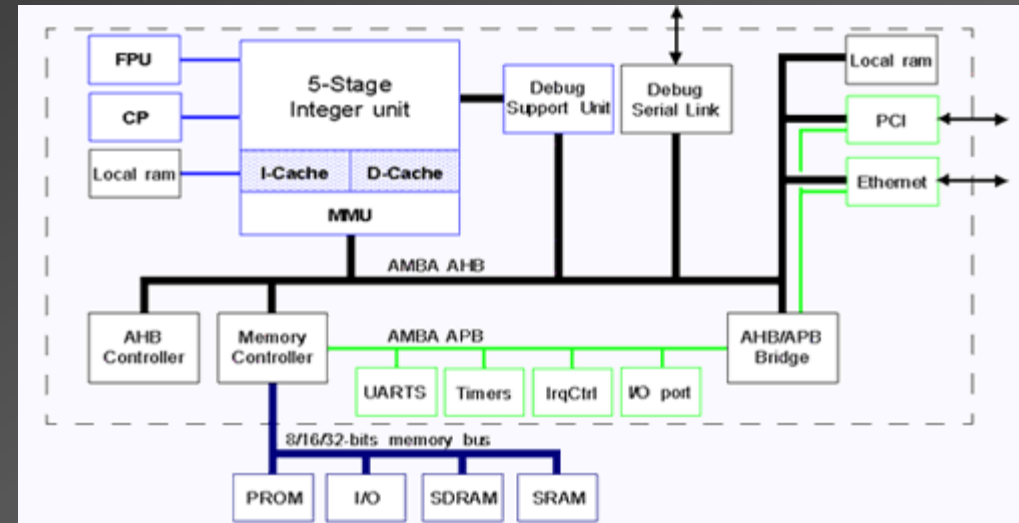 FPU
CP
Local ram
5-Stage
Integer unit
I-Cache
D-Cache
MMU
Debug
Support Unit
Debug
Serial Link
Local ram
PCI
Ethernet
AMBA AHB
AHB
Controller
Memory
Controller
AMBA APB
AHB/APB
Bridge
UARTS
Timers
IrqCtrl
I/O port
8/16/32-bits memory bus
PROM
I/O
SDRAM
SRAM